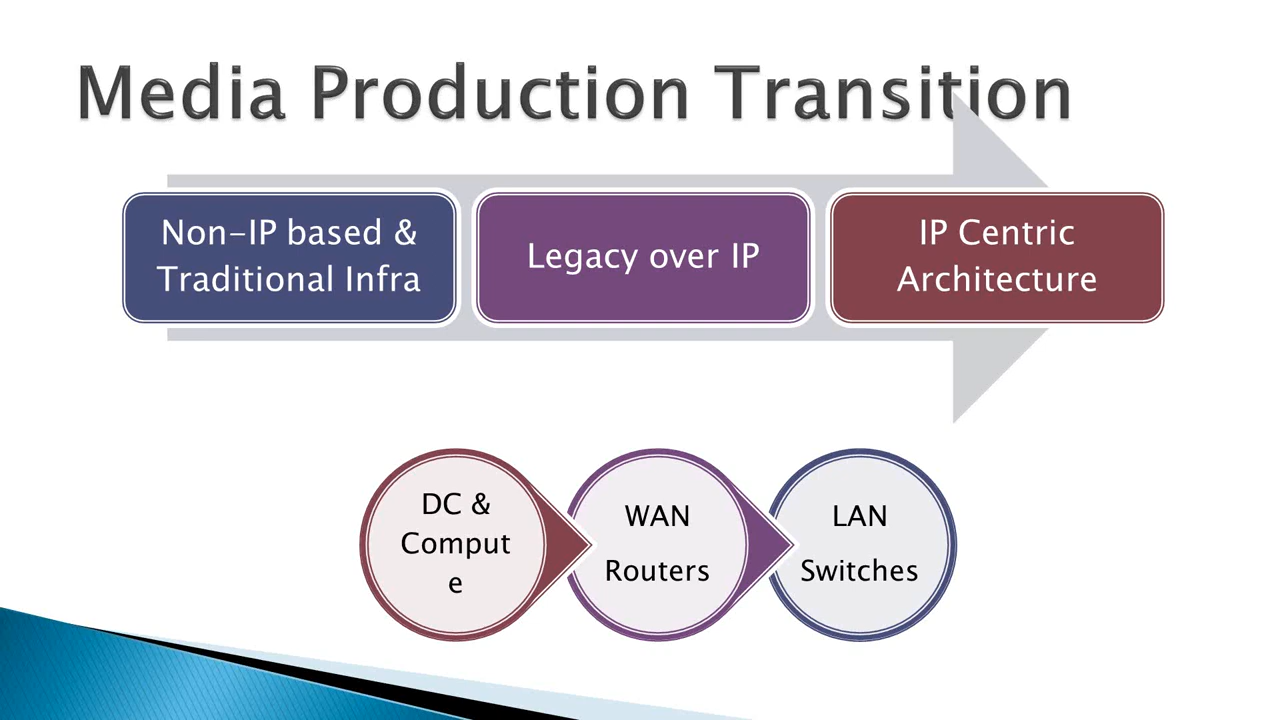 Media Production Transition
Non-IP based &
Traditional Infra
Legacy over IP
IP Centric
Architecture
DC &
Comput
e
WAN
Routers
LAN
Switches